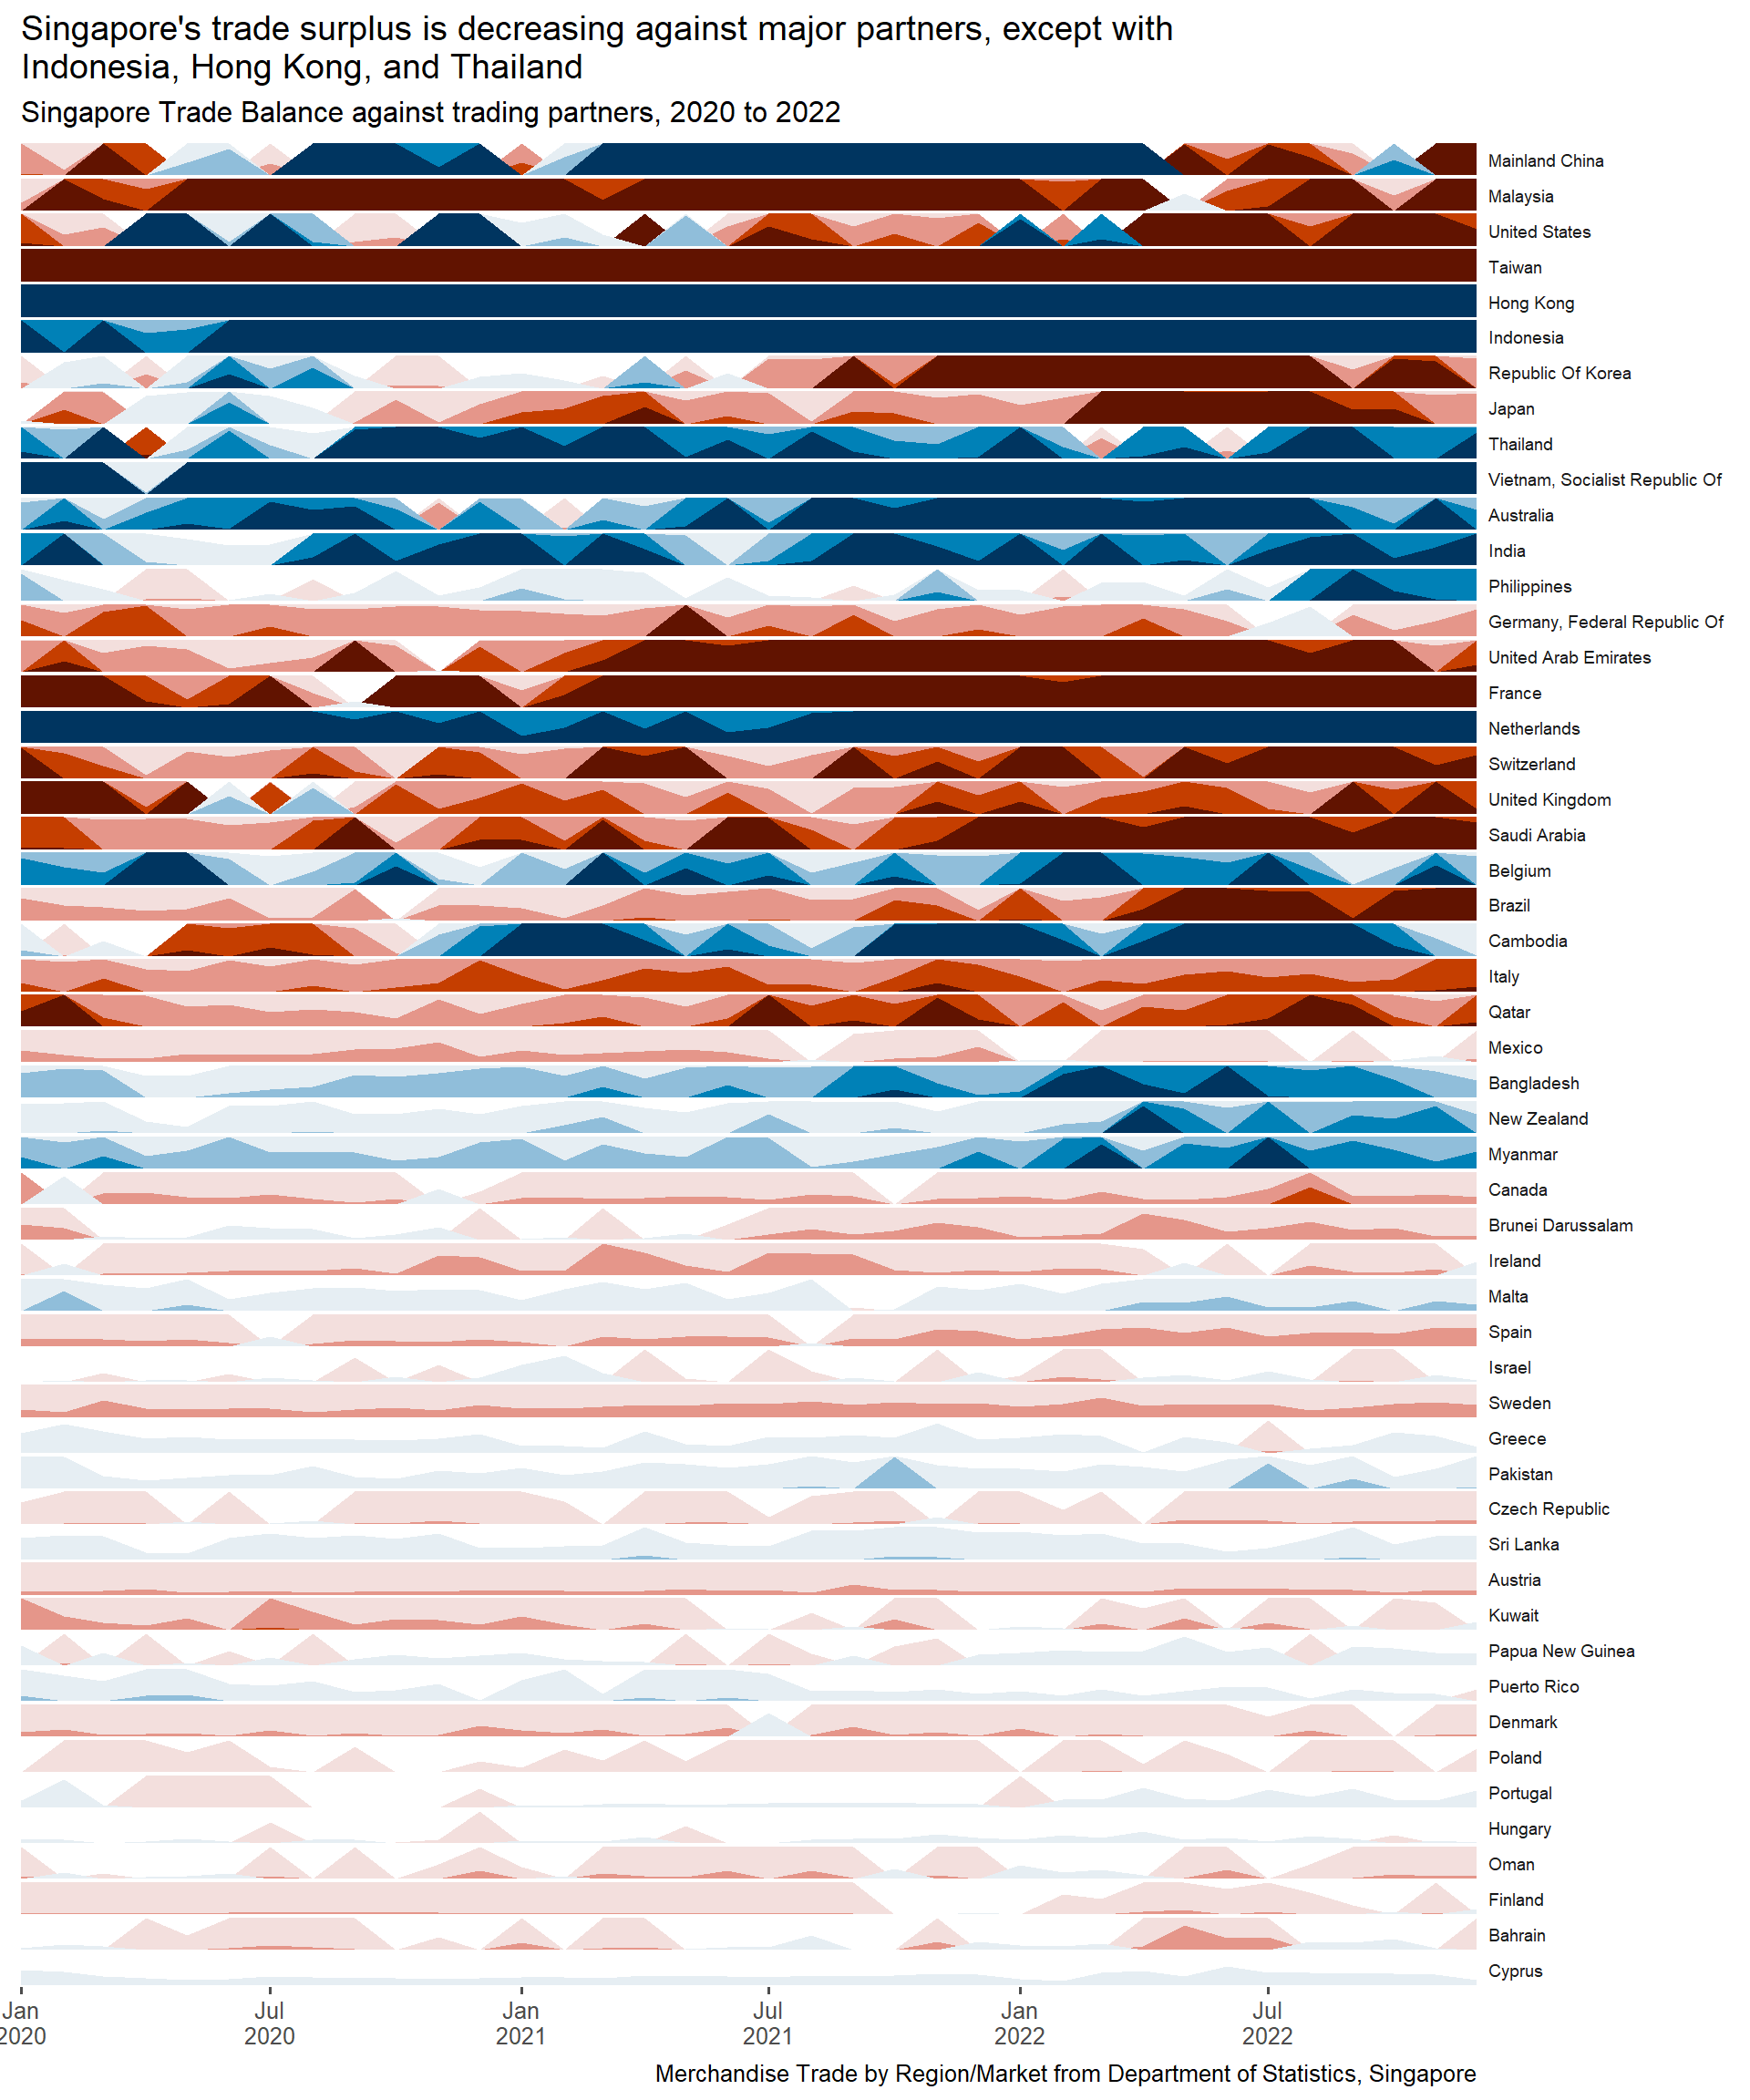 Singapore's trade surplus is decreasing against major partners, except with
Indonesia, Hong Kong, and Thailand
Singapore Trade Balance against trading partners, 2020 to 2022
Mainland China
Malaysia
United States
Taiwan
Hong Kong
Indonesia
Republic Of Korea
Japan
Thailand
Vietnam, Socialist Republic Of
Australia
India
Philippines
Germany, Federal Republic Of
United Arab Emirates
France
Netherlands
Switzerland
United Kingdom
Saudi Arabia
Belgium
Brazil
Cambodia
Italy
Qatar
Mexico
Bangladesh
New Zealand
Myanmar
Canada
Brunei Darussalam
Ireland
Malta
Spain
Israel
Sweden
Greece
Pakistan
Czech Republic
Sri Lanka
Austria
Kuwait
Papua New Guinea
Puerto Rico
Denmark
Poland
Portugal
Hungary
Oman
Finland
Bahrain
Cyprus
Jan Jul Jan Jul Jan Jul
2020 2020 2021 2021 2022 2022
Merchandise Trade by Region/Market from Department of Statistics, Singapore